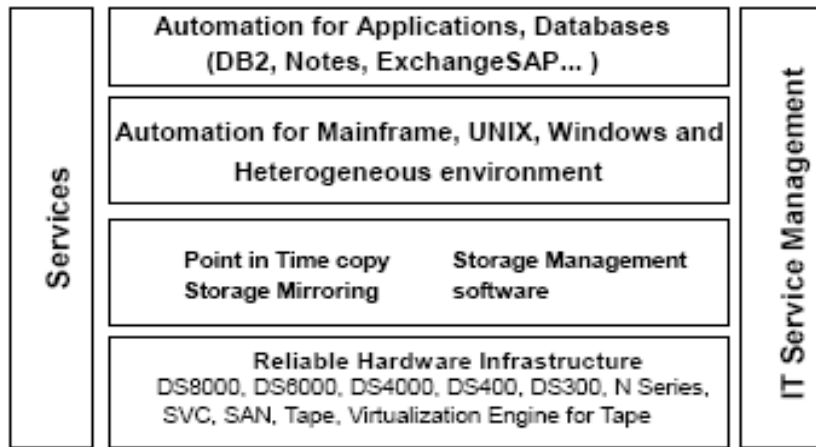 Services
Automation for Applications, Databases
(DB2, Notes, ExchangeSAP... )
Automation for Mainframe, UNIX, Windows and
Heterogeneous environment
Point in Time copy
Storage Mirroring
Storage Management
software
Reliable Hardware Infrastructure
DS8000, DS6000, DS4000, DS400, DS300, N Series,
SVC, SAN, Tape, Virtualization Engine for Tape
IT Service Management